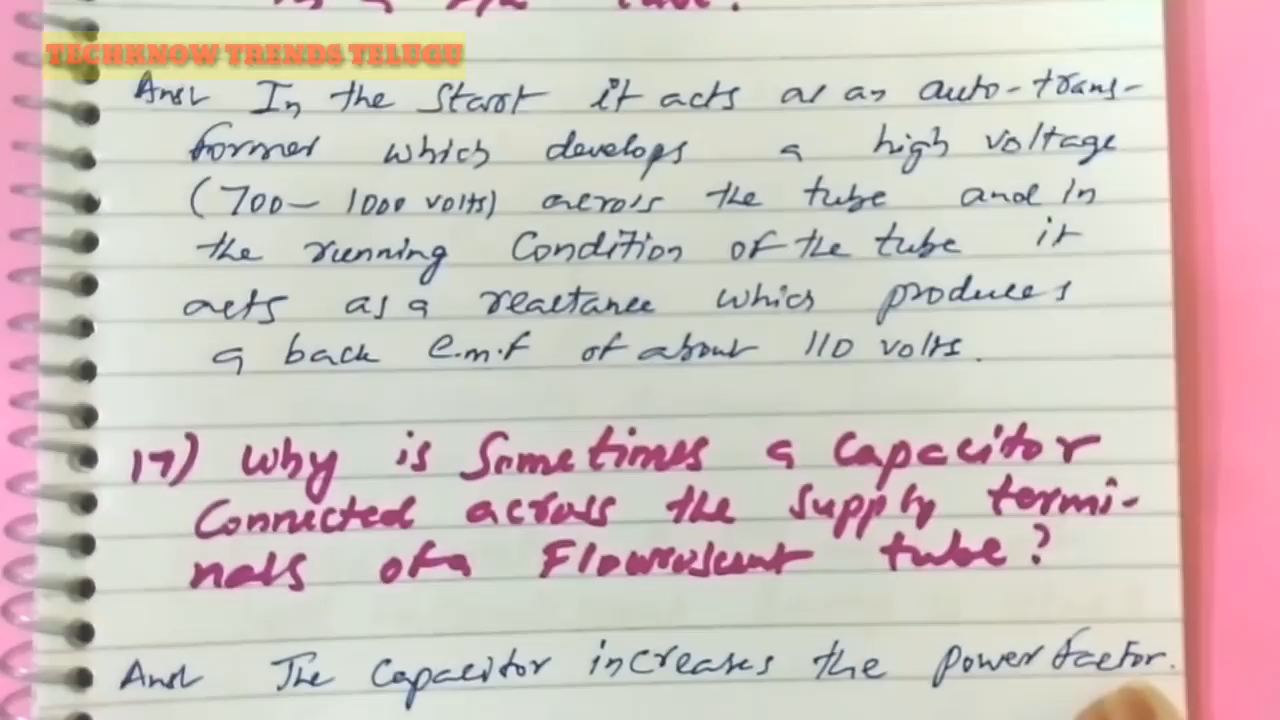 TECHKNOW TRENDS TELUGU
Ans In the Start it acts as an auto-trans-
former which develops a high voltage
(700 - 1000 volts) across the tube and in
the running Condition of the tube it
acts as a reactance which produces
a back e.m.f of about 110 volts.
17) Why is Sometimes a Capacitor
Connected across the supply termi-
nals of a Flouroscent tube?
Ans The Capacitor increases the power factor.